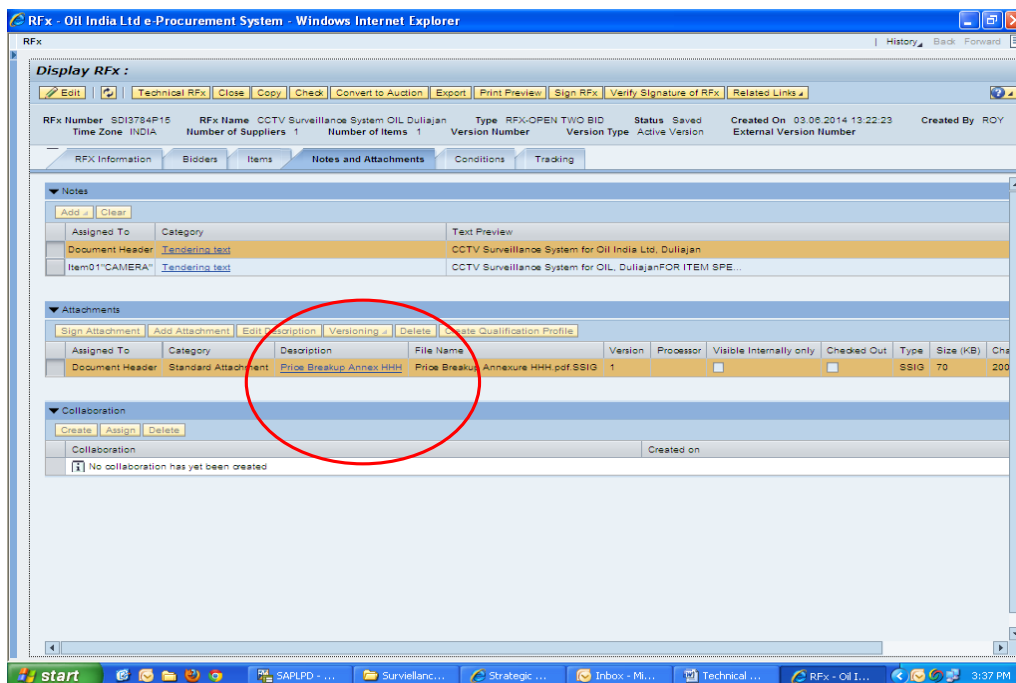 RFx - Oil India Ltd e-Procurement System - Windows Internet Explorer
RFx | History Back Forward
Display RFx :
Edit | Technical RFx Close Copy Check Convert to Auction Export Print Preview Sign RFx Verify Signature of RFx Related Links
RFx Number SDI3784P15 RFx Name CCTV Surveillance System OIL Duliajan Type RFX-OPEN TWO BID Status Saved Created On 03.06.2014 13:22:23 Created By ROY
Time Zone INDIA Number of Suppliers 1 Number of Items 1 Version Number Version Type Active Version External Version Number
RFX Information Bidders Items Notes and Attachments Conditions Tracking
Notes
Add Clear
Assigned To Category Text Preview
Document Header Tendering text CCTV Surveillance System for Oil India Ltd, Duliajan
Item01"CAMERA" Tendering text CCTV Surveillance System for OIL, DuliajanFOR ITEM SPE...
Attachments
Sign Attachment Add Attachment Edit Description Versioning Delete Create Qualification Profile
Assigned To Category Description File Name Version Processor Visible Internally only Checked Out Type Size (KB) Cha
Document Header Standard Attachment Price Breakup Annex HHH Price Breakup Annexure HHH.pdf.SSIG 1 SSIG 70 200
Collaboration
Create Assign Delete
Collaboration Created on
No collaboration has yet been created
start SAPLPD - ... Surviellanc... Strategic ... Inbox - Mi... Technical ... RFx - Oil I... 3:37 PM